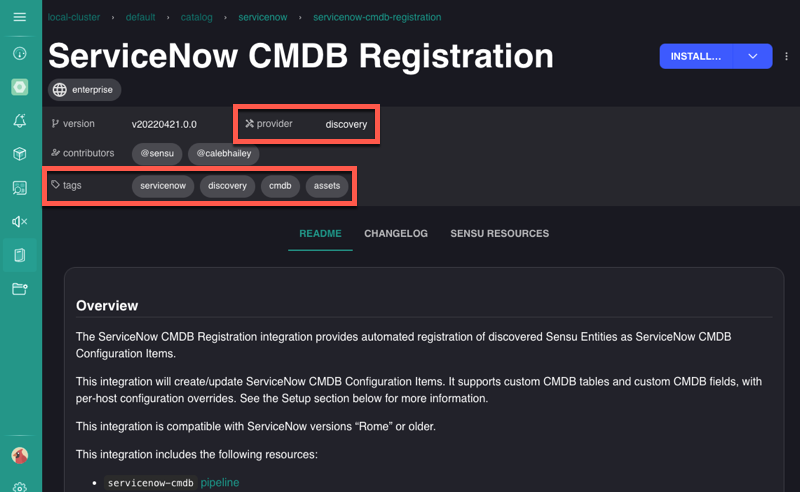 local-cluster › default › catalog › servicenow › servicenow-cmdb-registration
ServiceNow CMDB Registration
INSTALL...
enterprise
version v20220421.0.0 provider discovery
contributors @sensu @calebhailey
tags servicenow discovery cmdb assets
README CHANGELOG SENSU RESOURCES
Overview
The ServiceNow CMDB Registration integration provides automated registration of discovered Sensu Entities as ServiceNow CMDB
Configuration Items.
This integration will create/update ServiceNow CMDB Configuration Items. It supports custom CMDB tables and custom CMDB fields, with
per-host configuration overrides. See the Setup section below for more information.
This integration is compatible with ServiceNow versions “Rome” or older.
This integration includes the following resources:
• servicenow-cmdb pipeline